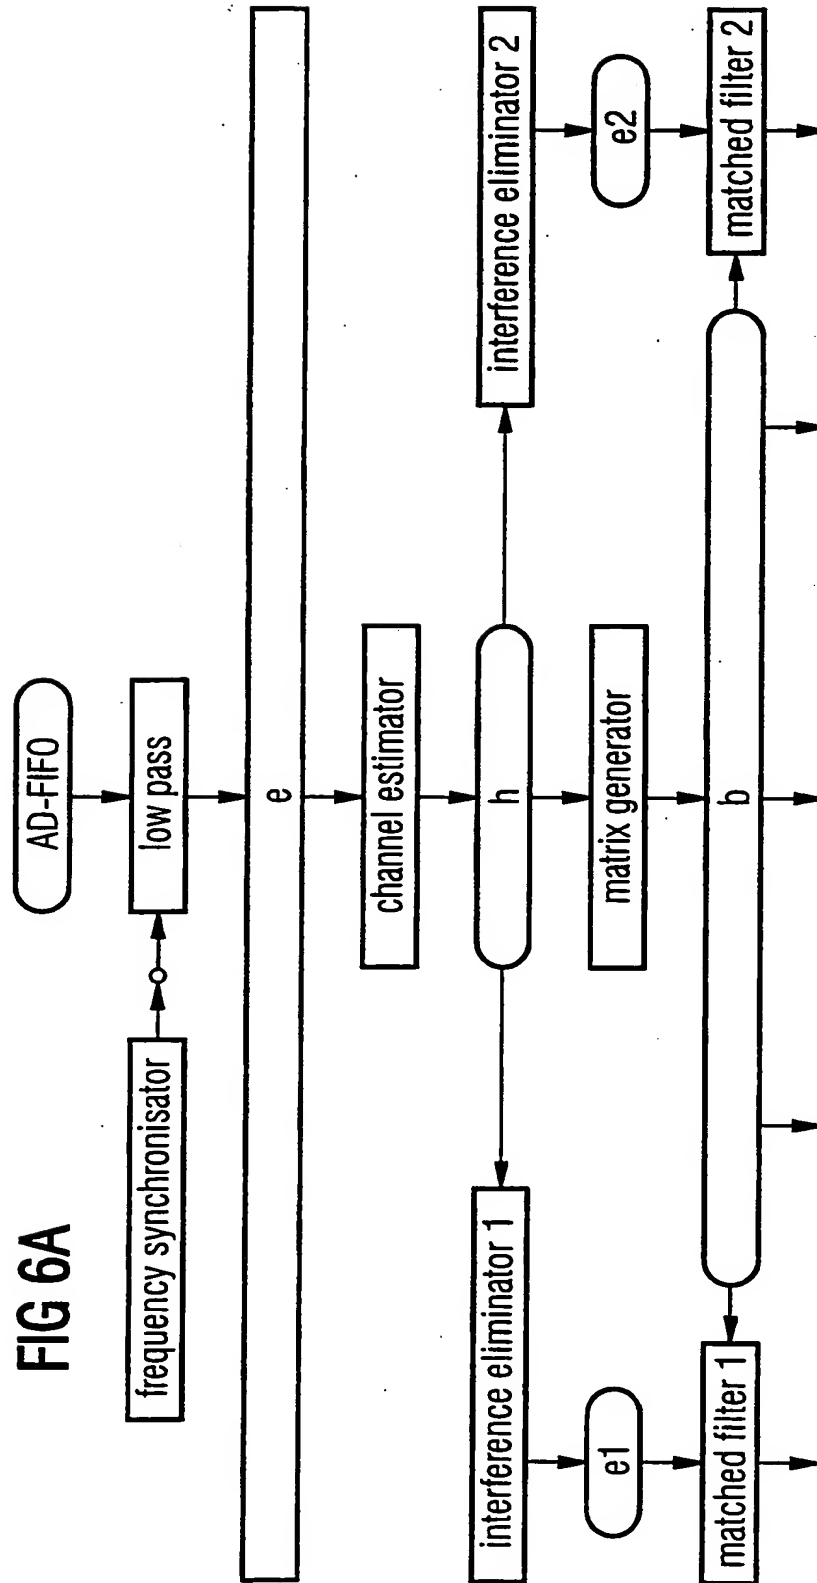 FIG 6A
AD-FIFO
frequency synchronisator
low pass
e
channel estimator
interference eliminator 1
h
interference eliminator 2
e1
matrix generator
e2
matched filter 1
b
matched filter 2